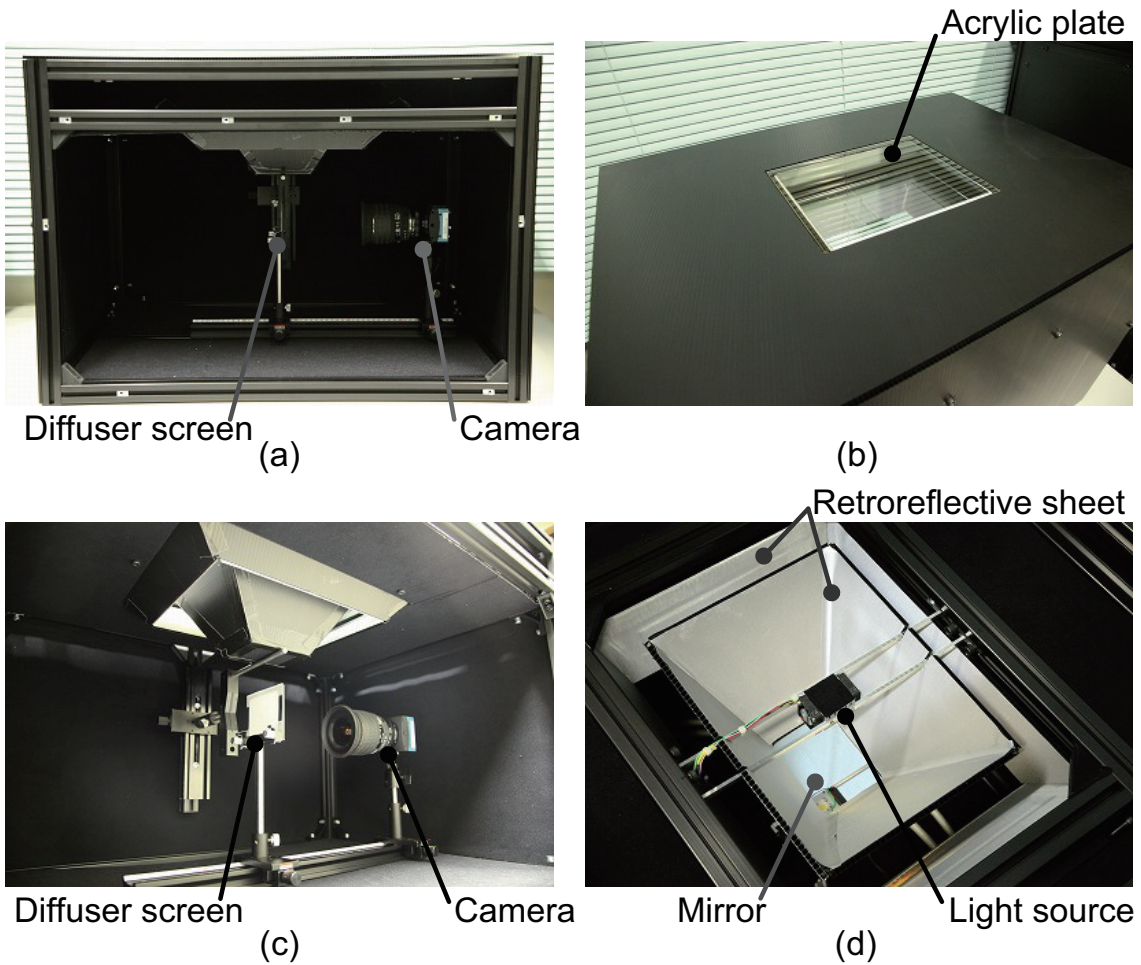 Acrylic plate
Diffuser screen
Camera
(a)
(b)
Retroreflective sheet
Diffuser screen
Camera
Mirror
Light source
(c)
(d)